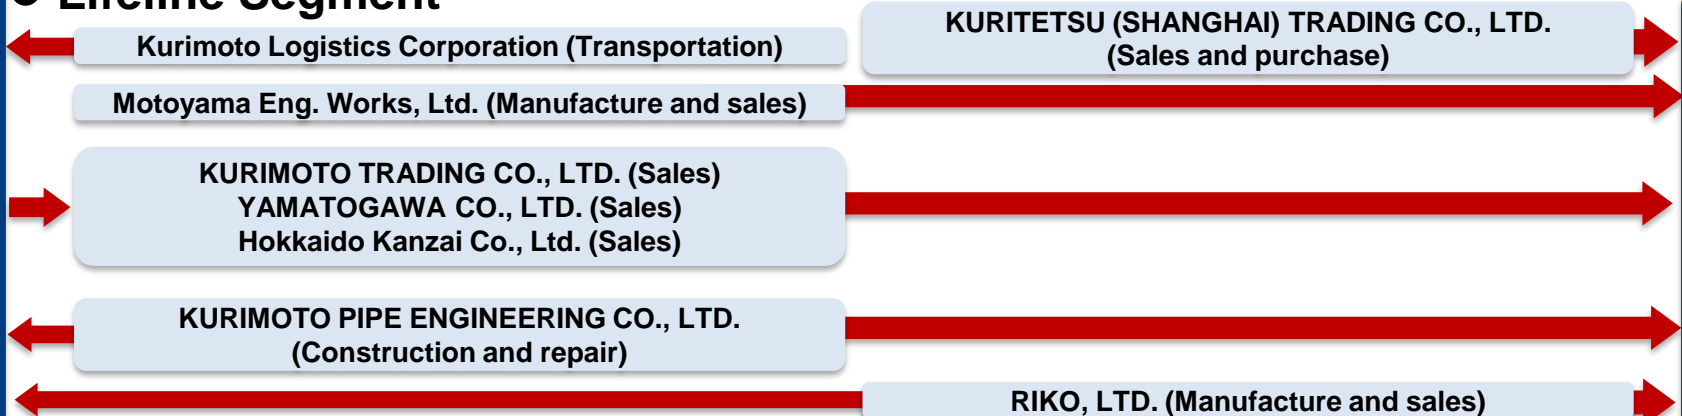 ● Lifeline Segment
KURITETSU (SHANGHAI) TRADING CO., LTD.
(Sales and purchase)
Kurimoto Logistics Corporation (Transportation)
Motoyama Eng. Works, Ltd. (Manufacture and sales)
KURIMOTO TRADING CO., LTD. (Sales)
YAMATOGAWA CO., LTD. (Sales)
Hokkaido Kanzai Co., Ltd. (Sales)
KURIMOTO PIPE ENGINEERING CO., LTD.
(Construction and repair)
RIKO, LTD. (Manufacture and sales)